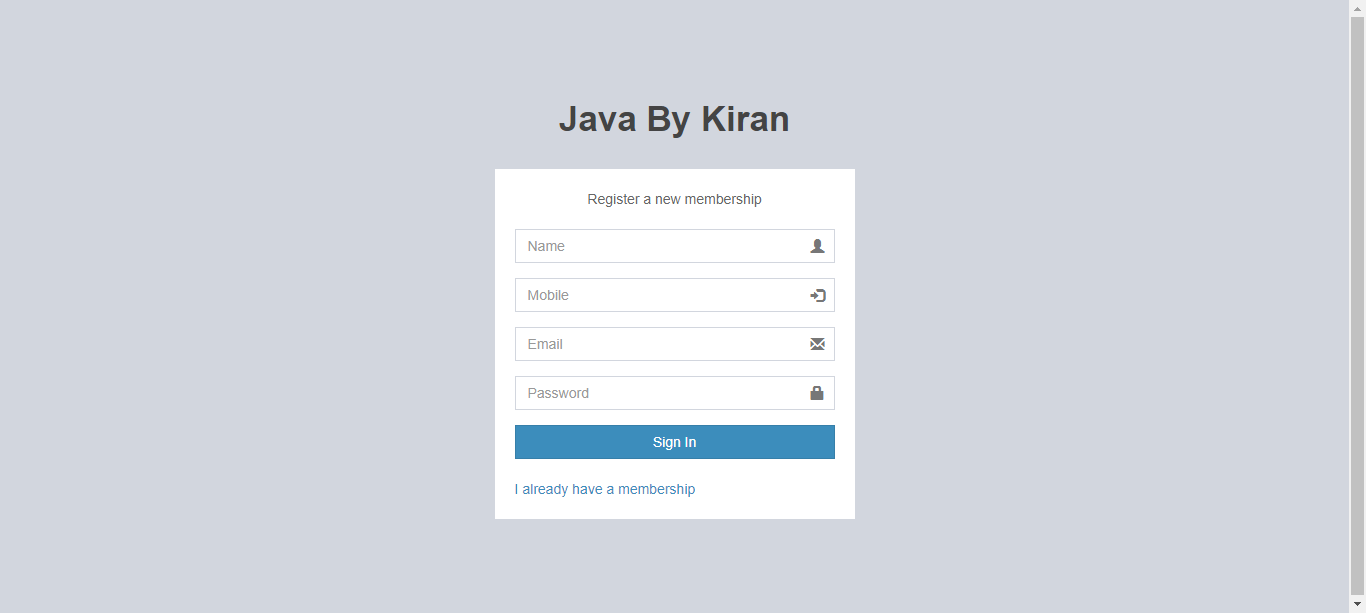 Java By Kiran
Register a new membership
Name
Mobile
Email
Password
Sign In
I already have a membership